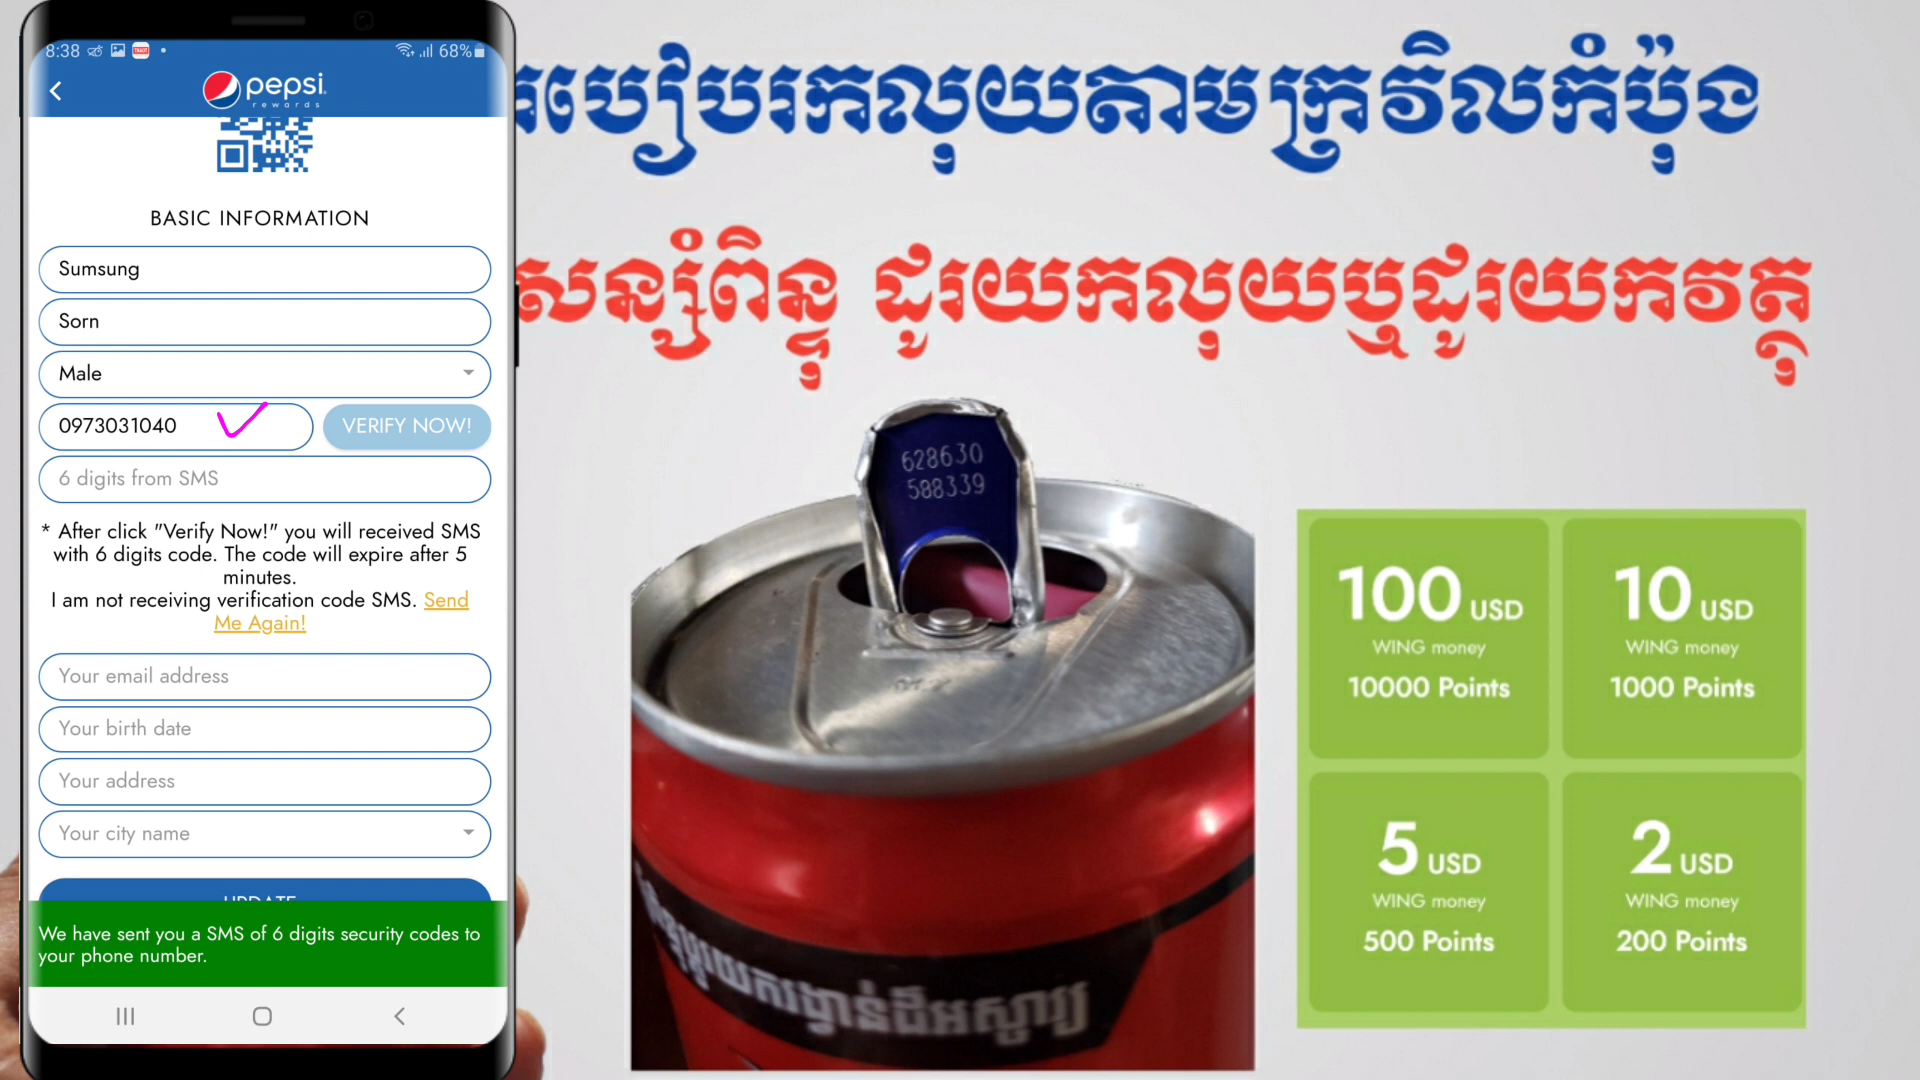 8:38
68%
pepsi
rewards
BASIC INFORMATION
Sumsung
Sorn
Male
0973031040
VERIFY NOW!
6 digits from SMS
* After click "Verify Now!" you will received SMS
with 6 digits code. The code will expire after 5
minutes.
I am not receiving verification code SMS. Send
Me Again!
Your email address
Your birth date
Your address
Your city name
UPDATE
We have sent you a SMS of 6 digits security codes to
your phone number.
របៀបរកលុយតាមក្រវិលកំប៉ុង
សន្សំពិន្ទុ ដូរយកលុយឬដូរយកវត្ថុ
628630
588339
100 USD
WING money
10000 Points
10 USD
WING money
1000 Points
5 USD
WING money
500 Points
2 USD
WING money
200 Points